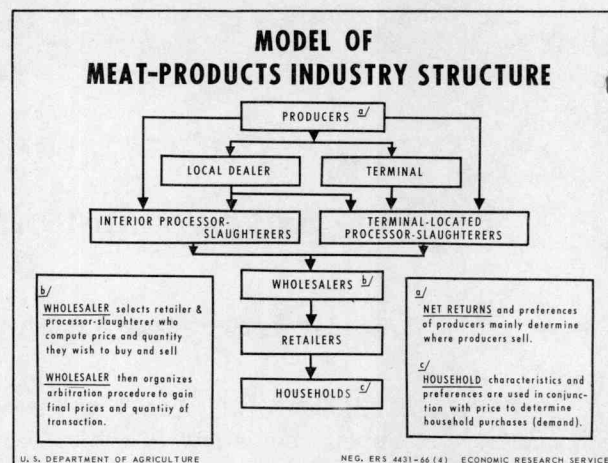 MODEL OF
MEAT-PRODUCTS INDUSTRY STRUCTURE
PRODUCERS a/
LOCAL DEALER
TERMINAL
INTERIOR PROCESSOR-
SLAUGHTERERS
TERMINAL-LOCATED
PROCESSOR-SLAUGHTERERS
WHOLESALERS b/
RETAILERS
HOUSEHOLDS c/
b/
WHOLESALER selects retailer &
processor-slaughterer who
compute price and quantity
they wish to buy and sell
WHOLESALER then organizes
arbitration procedure to gain
final prices and quantity of
transaction.
a/
NET RETURNS and preferences
of producers mainly determine
where producers sell.
c/
HOUSEHOLD characteristics and
preferences are used in conjunc-
tion with price to determine
household purchases (demand).
U. S. DEPARTMENT OF AGRICULTURE
NEG. ERS 4431-66 (4) ECONOMIC RESEARCH SERVICE